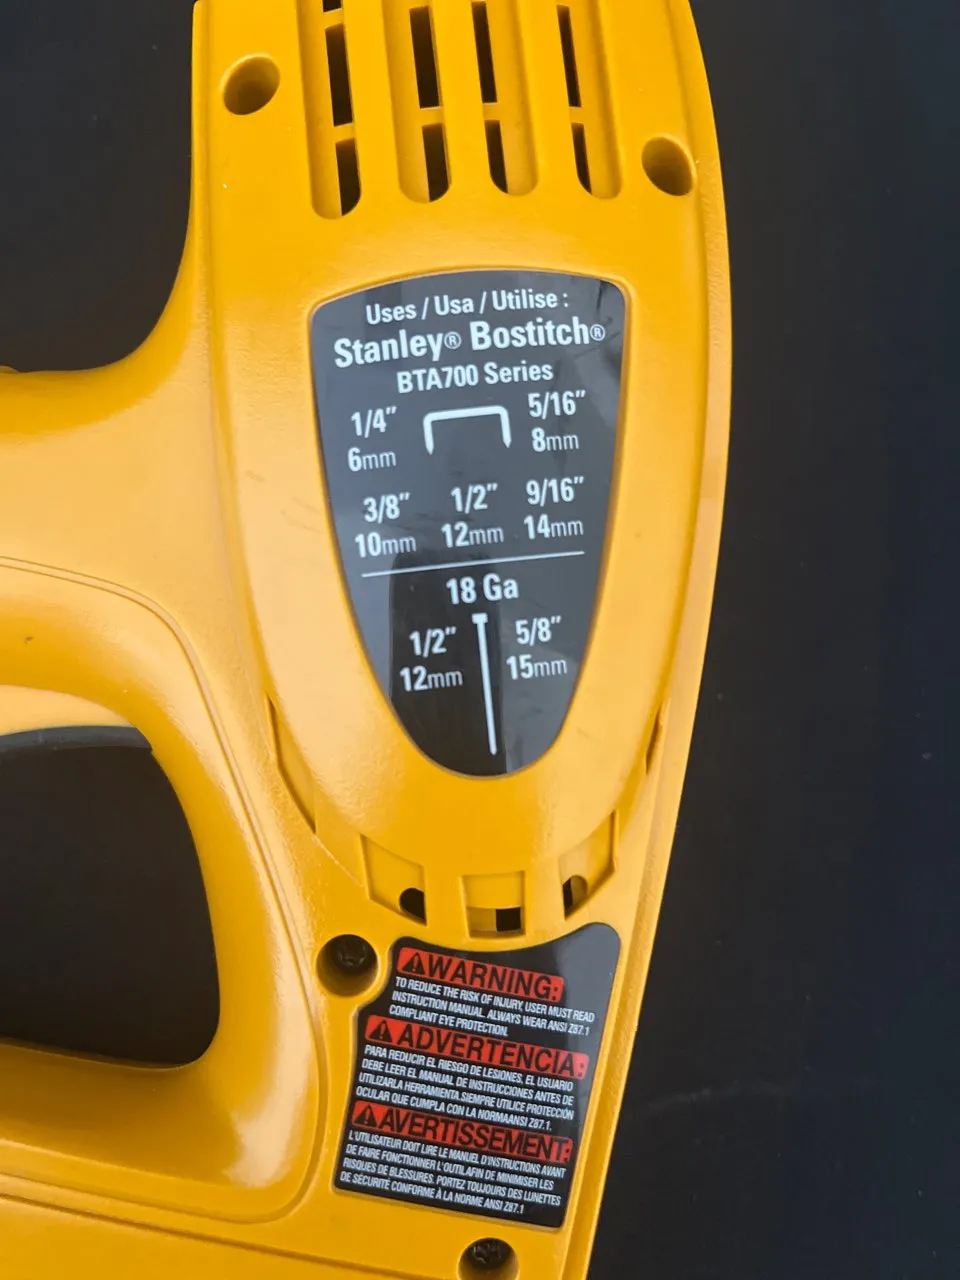 Uses / Usa / Utilise :
Stanley® Bostitch®
BTA700 Series
1/4" 5/16"
6mm 8mm
3/8" 1/2" 9/16"
10mm 12mm 14mm
18 Ga
1/2" 5/8"
12mm 15mm
WARNING:
TO REDUCE THE RISK OF INJURY, USER MUST READ
INSTRUCTION MANUAL. ALWAYS WEAR ANSI Z87.1
COMPLIANT EYE PROTECTION.
ADVERTENCIA:
PARA REDUCIR EL RIESGO DE LESIONES, EL USUARIO
DEBE LEER EL MANUAL DE INSTRUCCIONES ANTES DE
UTILIZARLA HERRAMIENTA.SIEMPRE UTILICE PROTECCIÓN
OCULAR QUE CUMPLA CON LA NORMAANSI Z87.1.
AVERTISSEMENT:
L'UTILISATEUR DOIT LIRE LE MANUEL D'INSTRUCTIONS AVANT
DE FAIRE FONCTIONNER L'OUTILAFIN DE MINIMISER LES
RISQUES DE BLESSURES. PORTEZ TOUJOURS DES LUNETTES
DE SÉCURITÉ CONFORME À LA NORME ANSI Z87.1